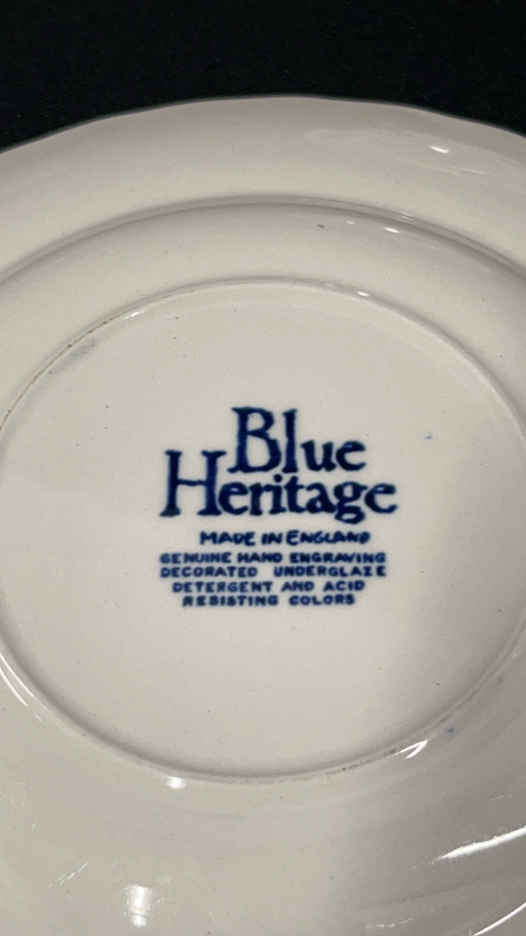 Blue
Heritage
MADE IN ENGLAND
GENUINE HAND ENGRAVING
DECORATED UNDERGLAZE
DETERGENT AND ACID
RESISTING COLORS